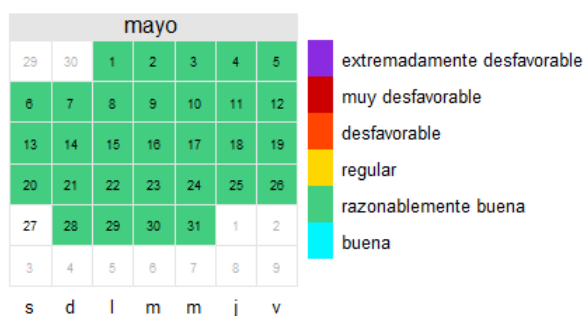 mayo
29 30 1 2 3 4 5
6 7 8 9 10 11 12
13 14 15 16 17 18 19
20 21 22 23 24 25 26
27 28 29 30 31 1 2
3 4 5 6 7 8 9
s d l m m j v
extremadamente desfavorable
muy desfavorable
desfavorable
regular
razonablemente buena
buena